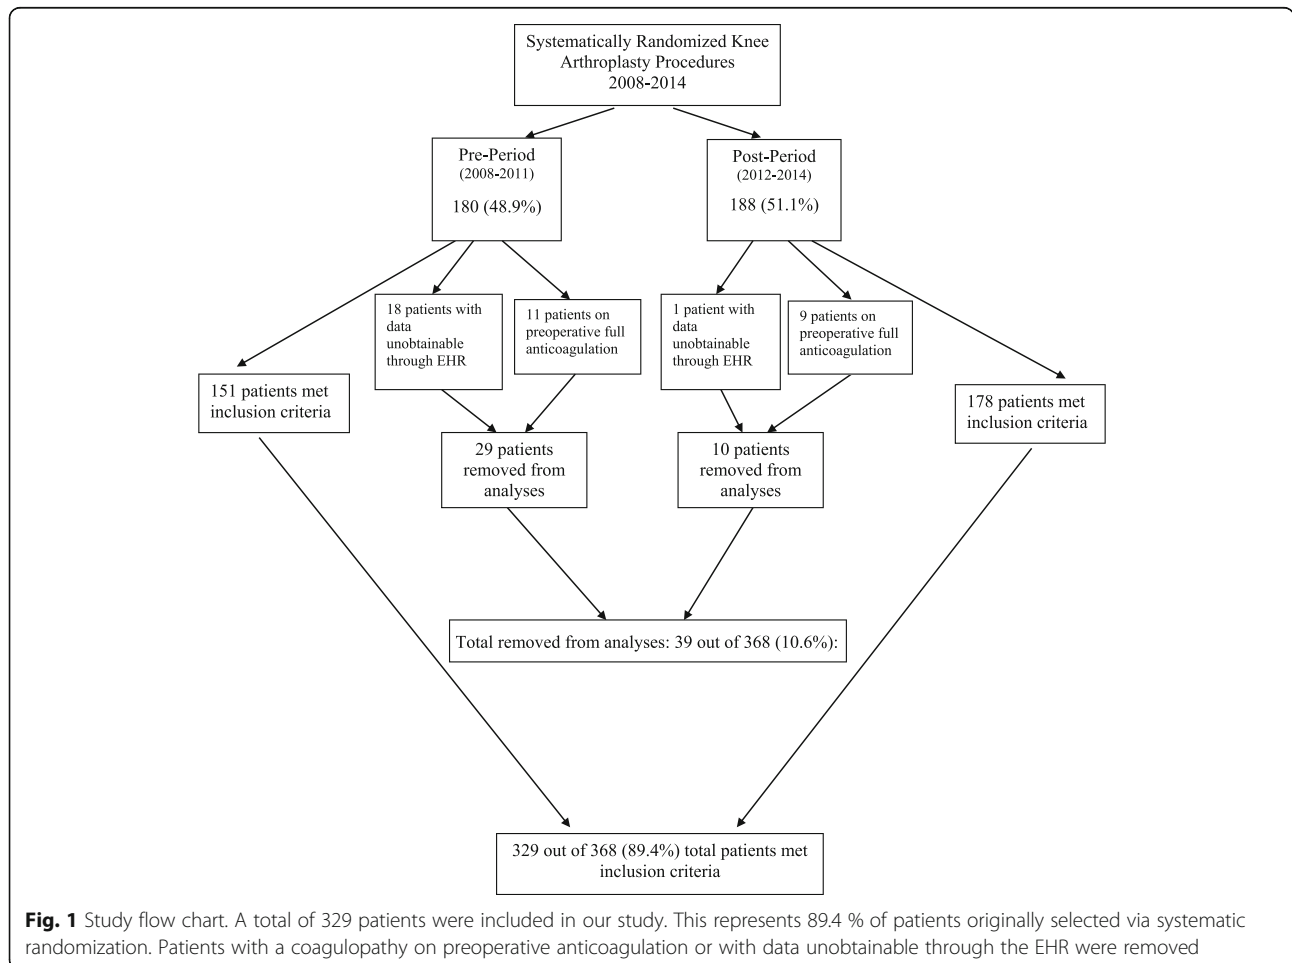 Systematically Randomized Knee
Arthroplasty Procedures
2008-2014
Pre-Period
(2008-2011)
180 (48.9%)
Post-Period
(2012-2014)
188 (51.1%)
18 patients with
data
unobtainable
through EHR
11 patients on
preoperative full
anticoagulation
1 patient with
data
unobtainable
through EHR
9 patients on
preoperative full
anticoagulation
151 patients met
inclusion criteria
178 patients met
inclusion criteria
29 patients
removed from
analyses
10 patients
removed from
analyses
Total removed from analyses: 39 out of 368 (10.6%):
329 out of 368 (89.4%) total patients met
inclusion criteria
Fig. 1 Study flow chart. A total of 329 patients were included in our study. This represents 89.4 % of patients originally selected via systematic
randomization. Patients with a coagulopathy on preoperative anticoagulation or with data unobtainable through the EHR were removed